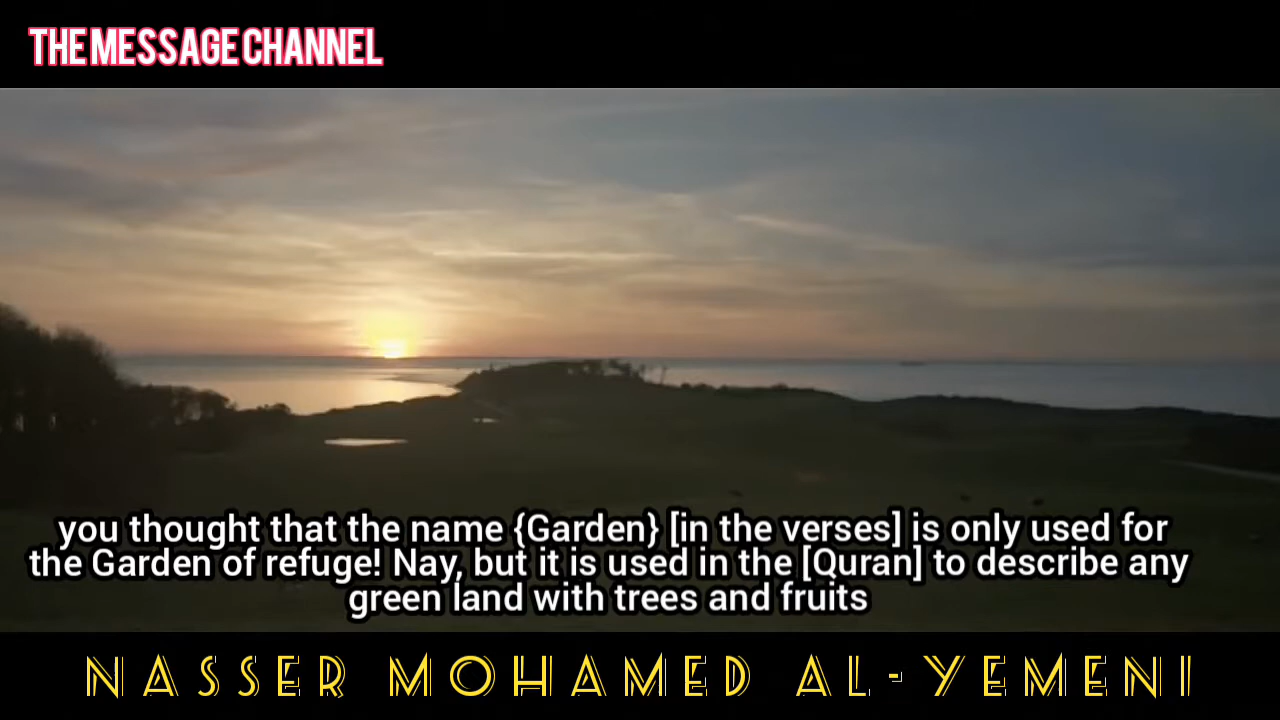 THE MESSAGE CHANNEL
you thought that the name {Garden} [in the verses] is only used for
the Garden of refuge! Nay, but it is used in the [Quran] to describe any
green land with trees and fruits
NASSER MOHAMED AL-YEMENI